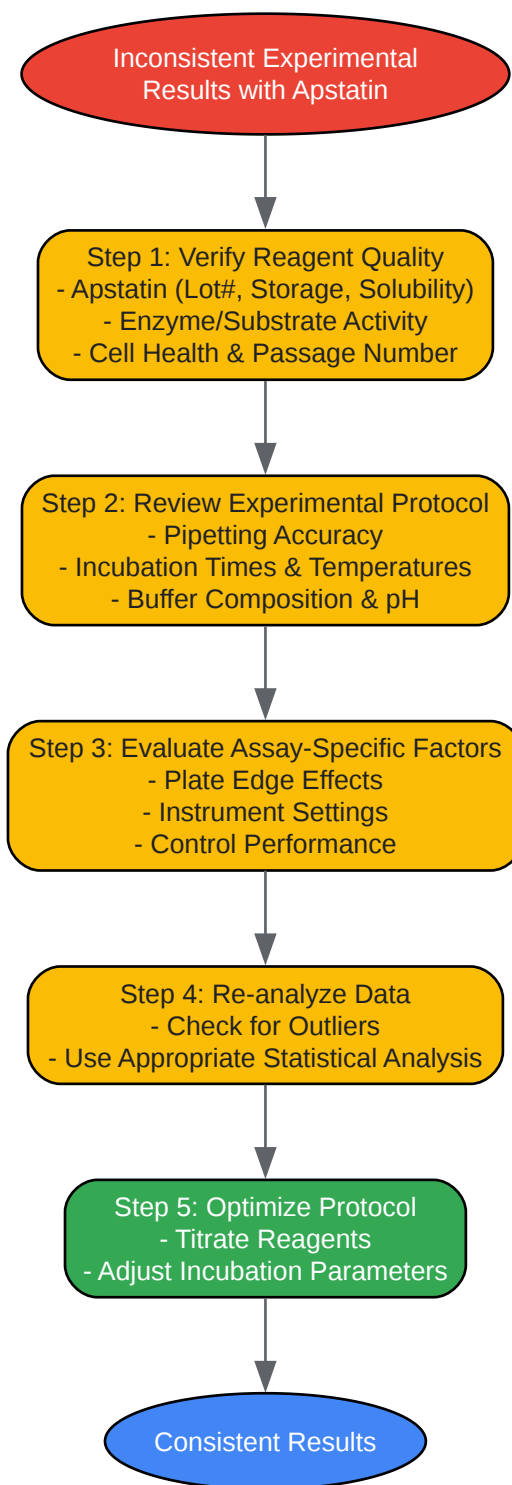 Inconsistent Experimental
Results with Apstatin
Step 1: Verify Reagent Quality
- Apstatin (Lot#, Storage, Solubility)
- Enzyme/Substrate Activity
- Cell Health & Passage Number
Step 2: Review Experimental Protocol
- Pipetting Accuracy
- Incubation Times & Temperatures
- Buffer Composition & pH
Step 3: Evaluate Assay-Specific Factors
- Plate Edge Effects
- Instrument Settings
- Control Performance
Step 4: Re-analyze Data
- Check for Outliers
- Use Appropriate Statistical Analysis
Step 5: Optimize Protocol
- Titrate Reagents
- Adjust Incubation Parameters
Consistent Results